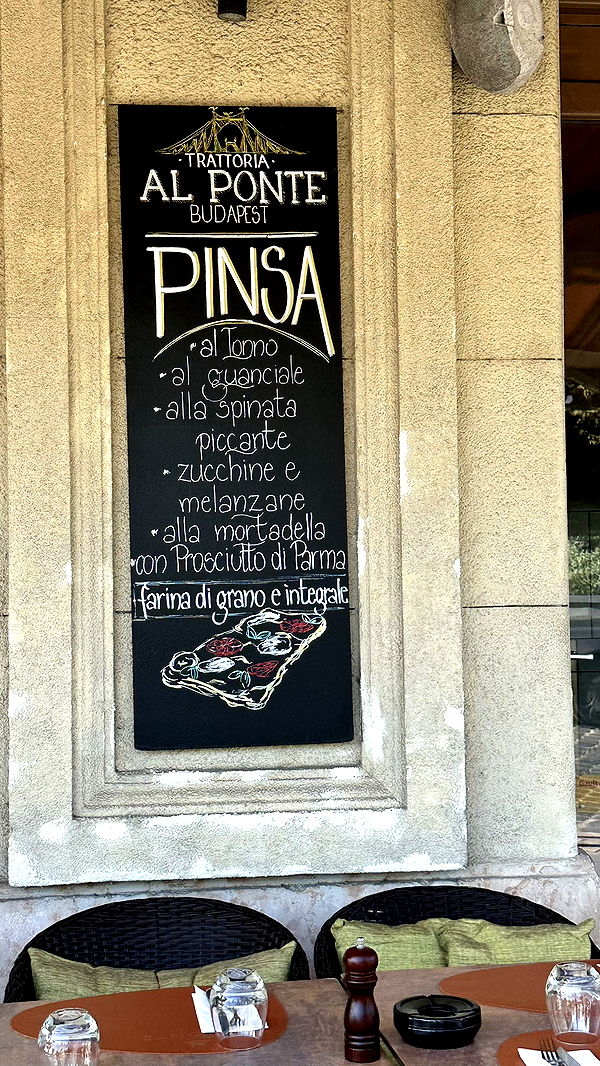 · TRATTORIA ·
AL PONTE
BUDAPEST
PINSA
• al Tonno
• al guanciale
• alla spinata
piccante
• zucchine e
melanzane
• alla mortadella
• con Prosciutto di Parma
farina di grano e integrale